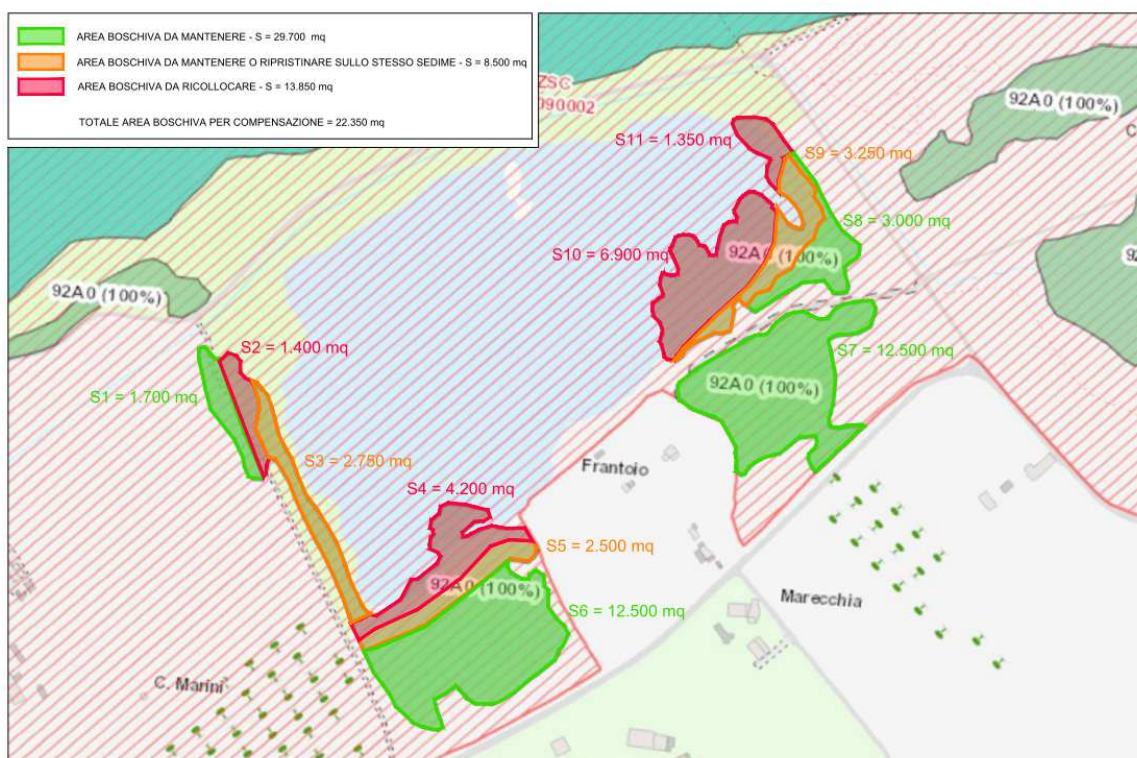 AREA BOSCHIVA DA MANTENERE - S = 29.700 mq
AREA BOSCHIVA DA MANTENERE O RIPRISTINARE SULLO STESSO SEDIME - S = 8.500 mq
AREA BOSCHIVA DA RICOLLOCARE - S = 13.850 mq
TOTALE AREA BOSCHIVA PER COMPENSAZIONE = 22.350 mq
ZSC
090002
92A0 (100%)
S11 = 1.350 mq
S9 = 3.250 mq
S8 = 3.000 mq
S10 = 6.900 mq
92A0 (100%)
92A0 (100%)
S2 = 1.400 mq
S7 = 12.500 mq
S1 = 1.700 mq
92A0 (100%)
S3 = 2.750 mq
Frantoio
S4 = 4.200 mq
S5 = 2.500 mq
92A0 (100%)
S6 = 12.500 mq
Marecchia
C. Marini